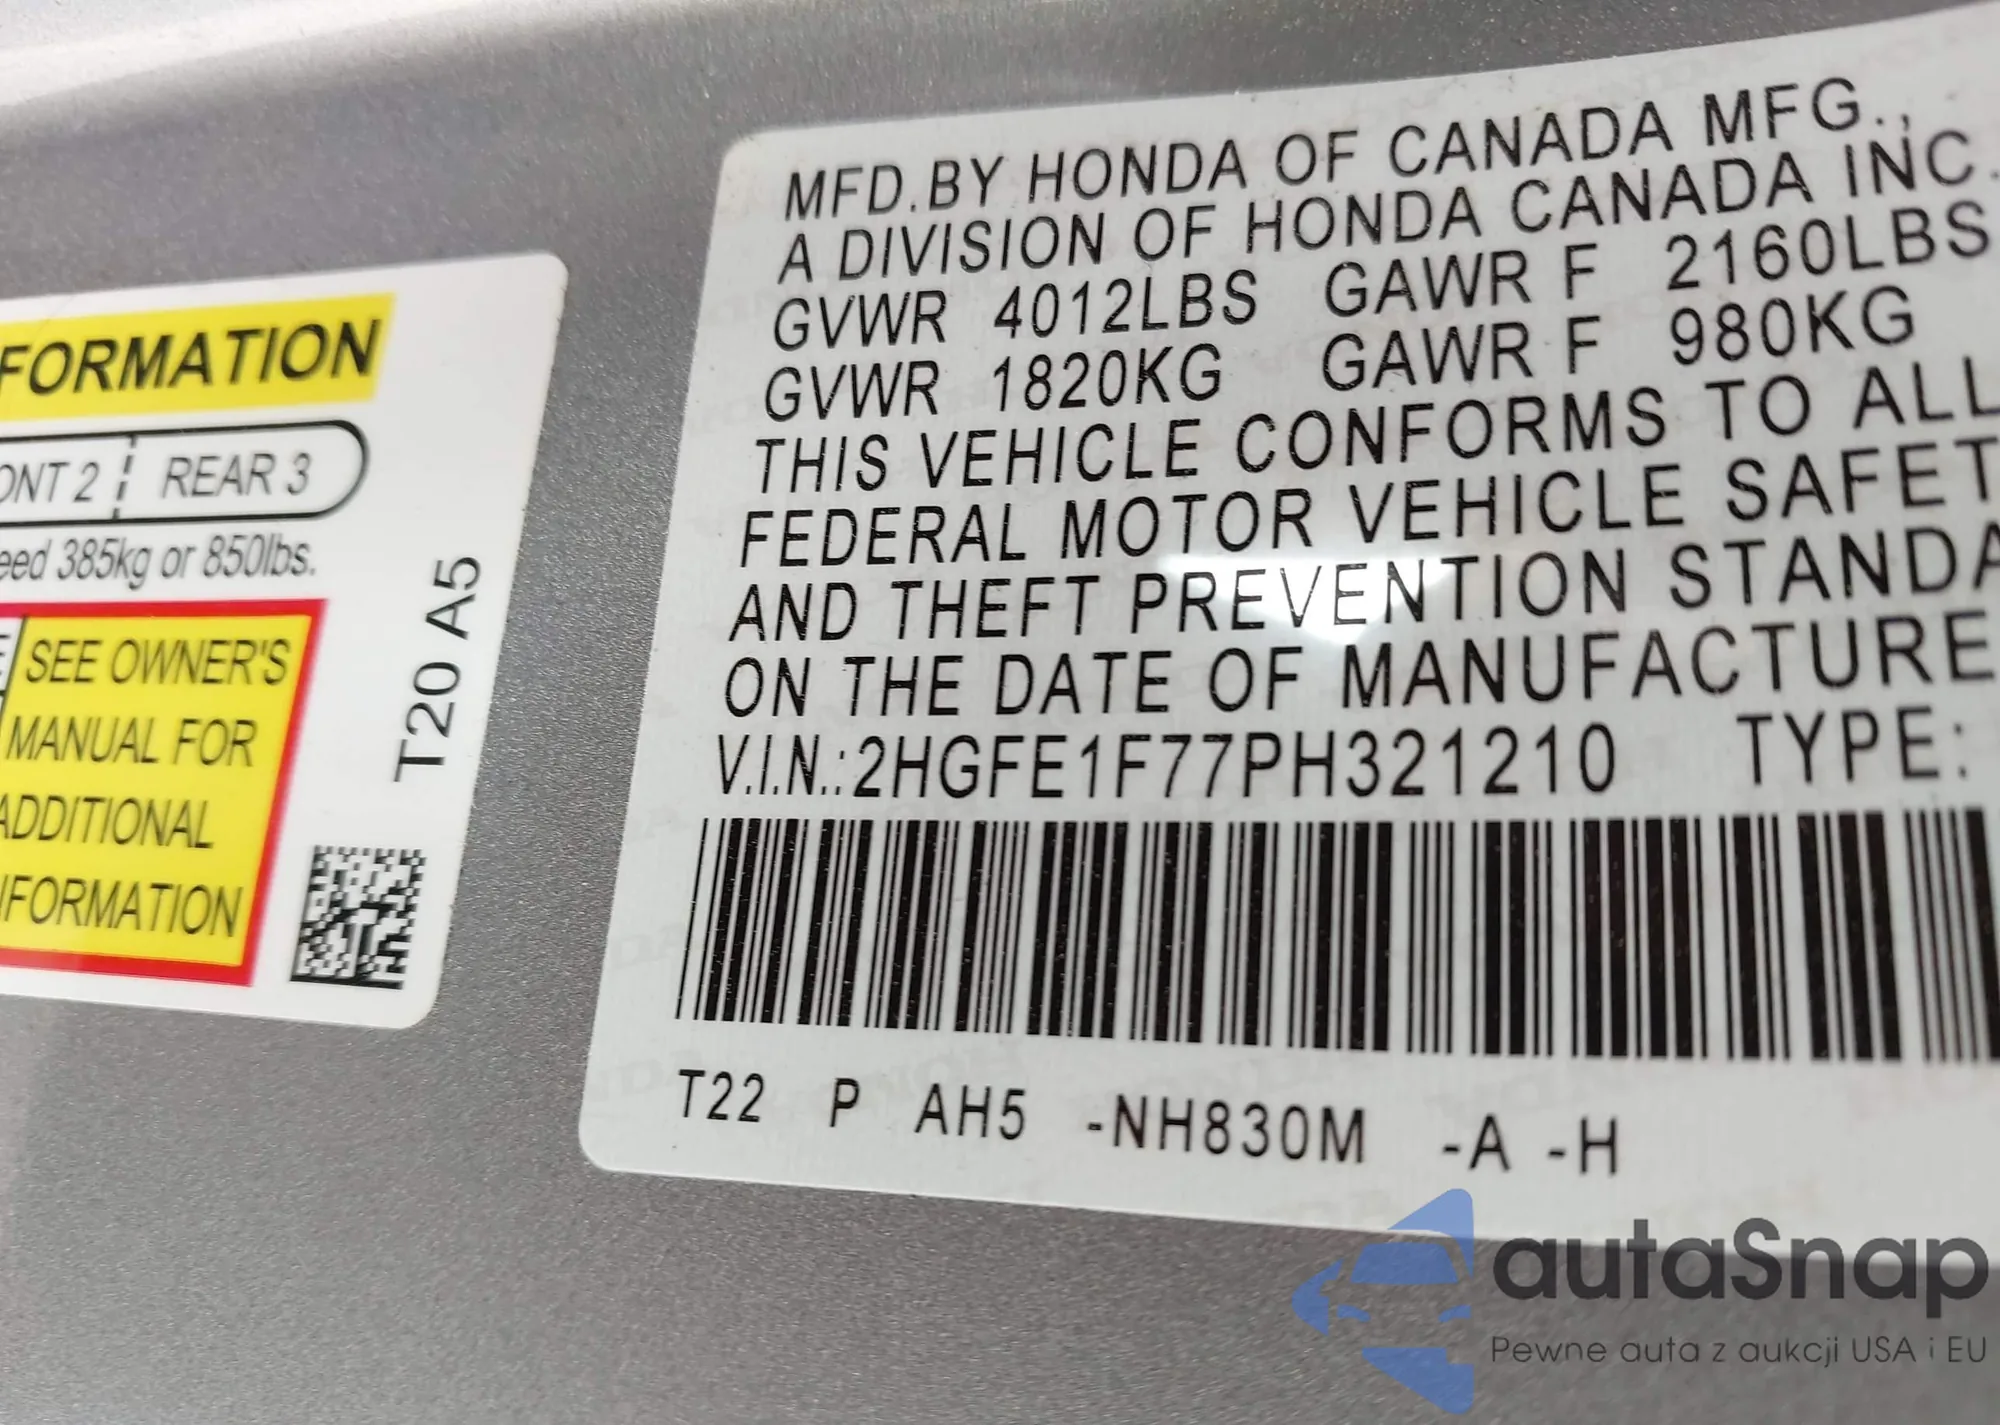 FORMATION
ONT 2 REAR 3
eed 385kg or 850lbs.
SEE OWNER'S
MANUAL FOR
ADDITIONAL
NFORMATION
T20 A5
MFD.BY HONDA OF CANADA MFG.,
A DIVISION OF HONDA CANADA INC.
GVWR 4012LBS GAWR F 2160LBS
GVWR 1820KG GAWR F 980KG
THIS VEHICLE CONFORMS TO ALL
FEDERAL MOTOR VEHICLE SAFET
AND THEFT PREVENTION STANDA
ON THE DATE OF MANUFACTURE
V.I.N.:2HGFE1F77PH321210 TYPE:
T22 P AH5 -NH830M -A -H
autaSnap
Pewne auta z aukcji USA i EU